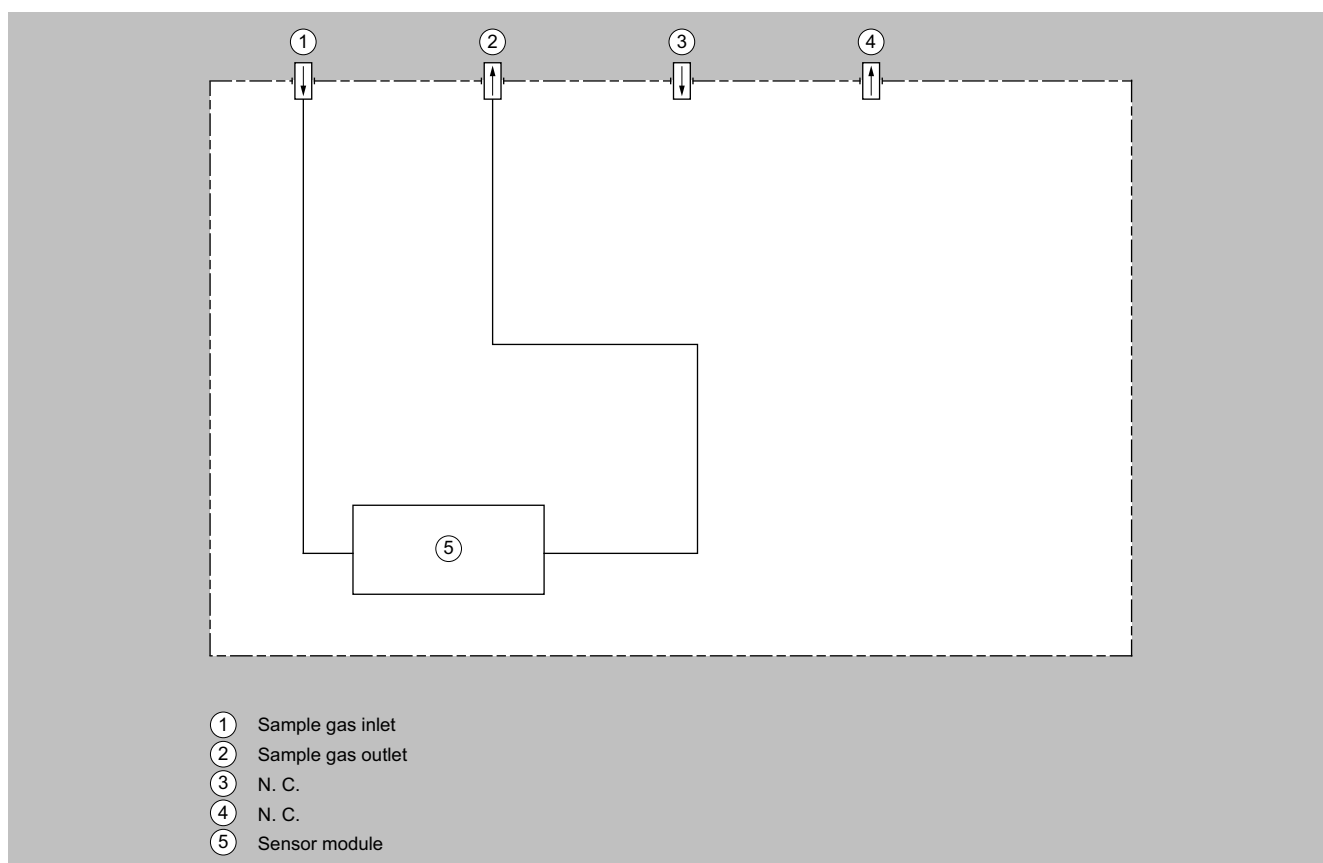 1 2 3 4
5
1 Sample gas inlet
2 Sample gas outlet
3 N. C.
4 N. C.
5 Sensor module